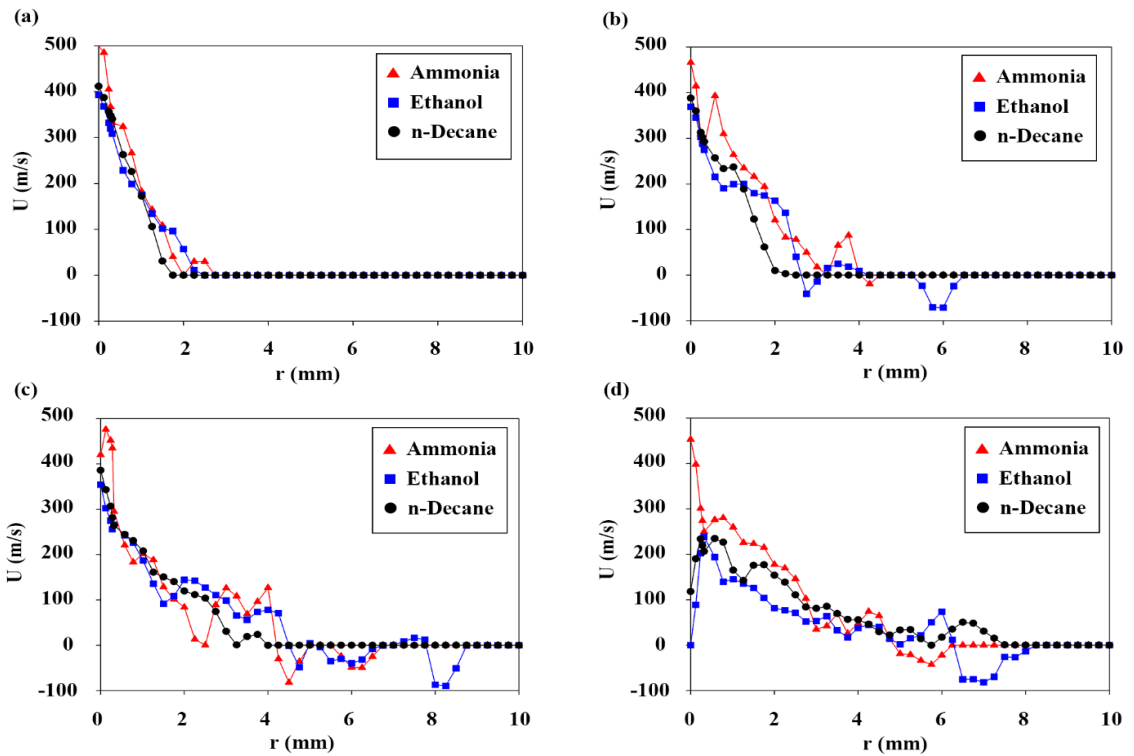 (a)
500
400
300
200
100
0
-100
U (m/s)
Ammonia
Ethanol
n-Decane
0 2 4 6 8 10
r (mm)
(b)
500
400
300
200
100
0
-100
U (m/s)
Ammonia
Ethanol
n-Decane
0 2 4 6 8 10
r (mm)
(c)
500
400
300
200
100
0
-100
U (m/s)
Ammonia
Ethanol
n-Decane
0 2 4 6 8 10
r (mm)
(d)
500
400
300
200
100
0
-100
U (m/s)
Ammonia
Ethanol
n-Decane
0 2 4 6 8 10
r (mm)